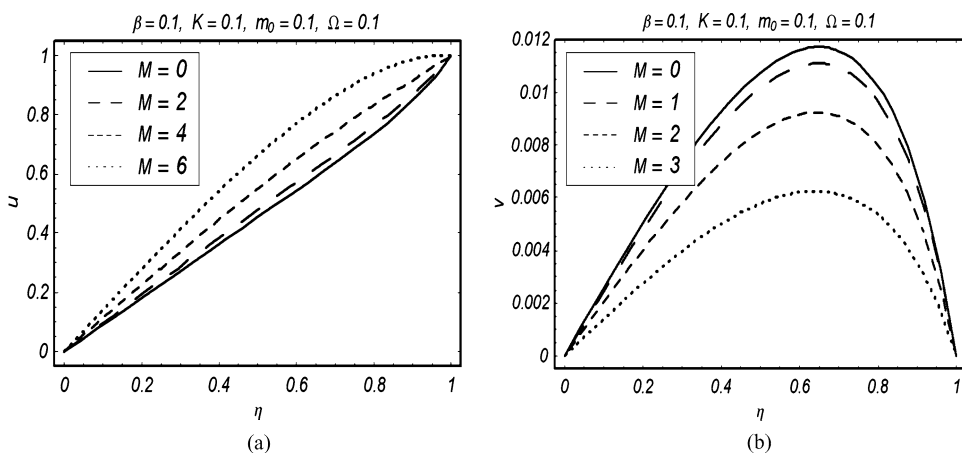 β = 0.1, K = 0.1, m₀ = 0.1, Ω = 0.1
1
0.8
0.6
0.4
0.2
0
u
M = 0
M = 2
M = 4
M = 6
0 0.2 0.4 0.6 0.8 1
η
(a)
β = 0.1, K = 0.1, m₀ = 0.1, Ω = 0.1
0.012
0.01
0.008
0.006
0.004
0.002
0
v
M = 0
M = 1
M = 2
M = 3
0 0.2 0.4 0.6 0.8 1
η
(b)